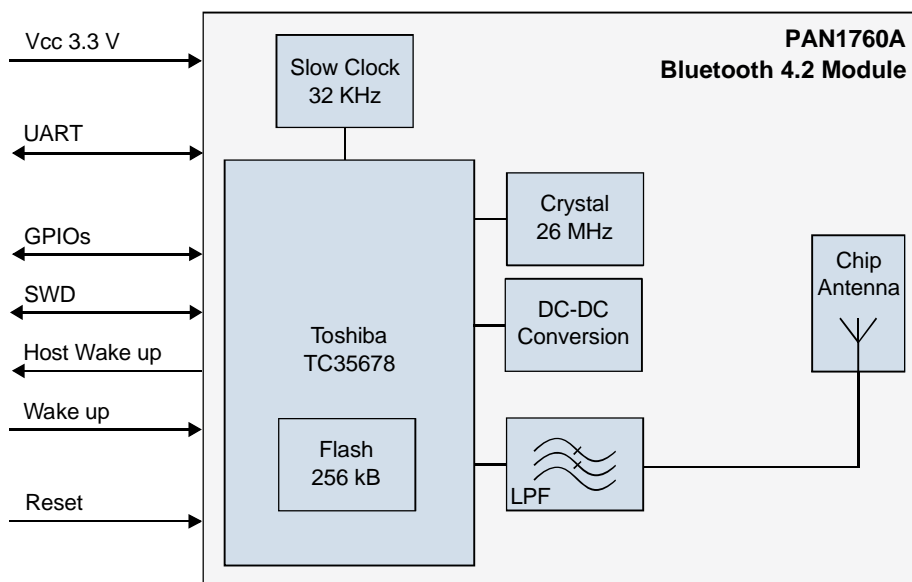 PAN1760A
Bluetooth 4.2 Module
Vcc 3.3 V
UART
GPIOs
SWD
Host Wake up
Wake up
Reset
Slow Clock
32 KHz
Toshiba
TC35678
Flash
256 kB
Crystal
26 MHz
DC-DC
Conversion
LPF
Chip
Antenna